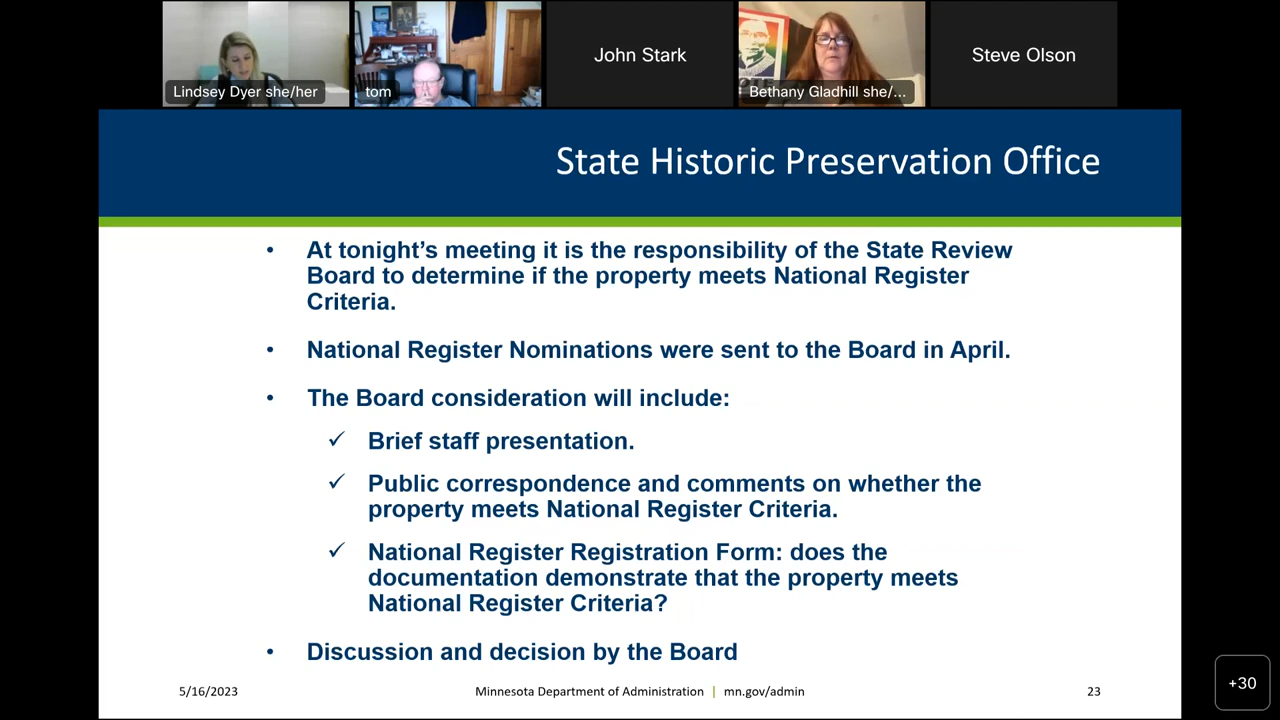 Lindsey Dyer she/her
tom
John Stark
Bethany Gladhill she/...
Steve Olson
State Historic Preservation Office
• At tonight's meeting it is the responsibility of the State Review
Board to determine if the property meets National Register
Criteria.
• National Register Nominations were sent to the Board in April.
• The Board consideration will include:
✓ Brief staff presentation.
✓ Public correspondence and comments on whether the
property meets National Register Criteria.
✓ National Register Registration Form: does the
documentation demonstrate that the property meets
National Register Criteria?
• Discussion and decision by the Board
5/16/2023
Minnesota Department of Administration | mn.gov/admin
23
+30